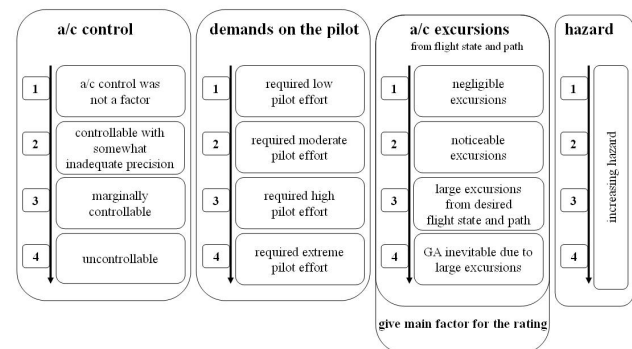 a/c control
1
a/c control was
not a factor
2
controllable with
somewhat
inadequate precision
3
marginally
controllable
4
uncontrollable
demands on the pilot
1
required low
pilot effort
2
required moderate
pilot effort
3
required high
pilot effort
4
required extreme
pilot effort
a/c excursions
from flight state and path
1
negligible
excursions
2
noticeable
excursions
3
large excursions
from desired
flight state and path
4
GA inevitable due to
large excursions
give main factor for the rating
hazard
1
2
3
4
increasing hazard